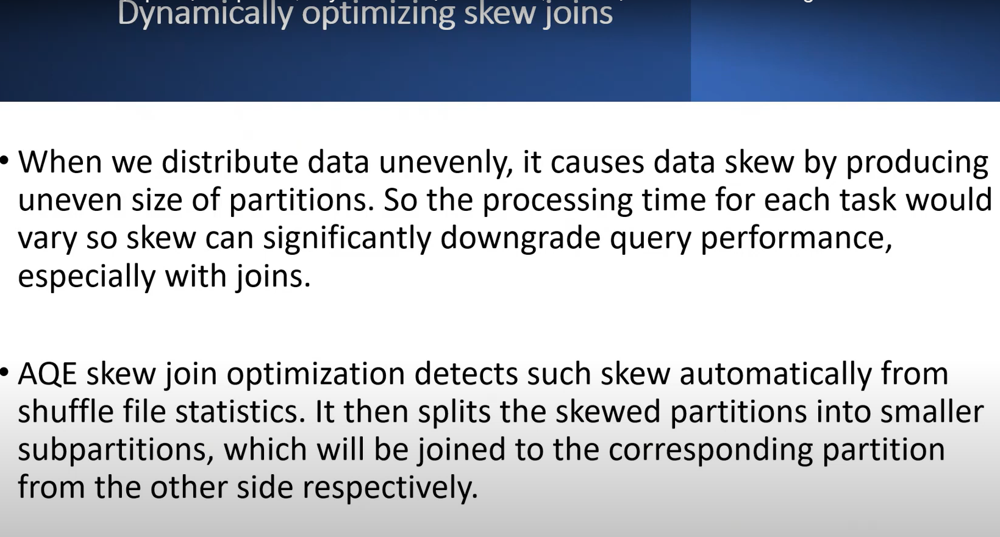 Dynamically optimizing skew joins
• When we distribute data unevenly, it causes data skew by producing
uneven size of partitions. So the processing time for each task would
vary so skew can significantly downgrade query performance,
especially with joins.
• AQE skew join optimization detects such skew automatically from
shuffle file statistics. It then splits the skewed partitions into smaller
subpartitions, which will be joined to the corresponding partition
from the other side respectively.